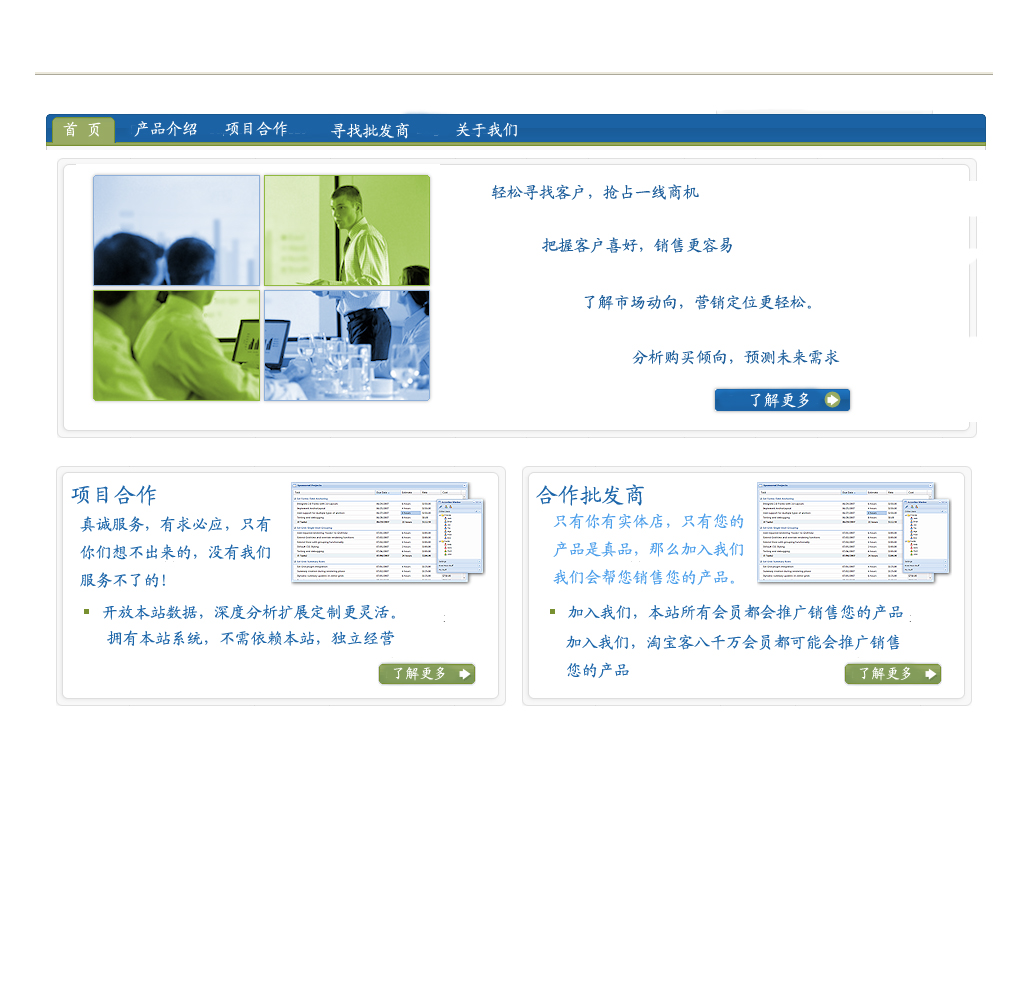 首 页 产品介绍 项目合作 寻找批发商 关于我们
轻松寻找客户，抢占一线商机
把握客户喜好，销售更容易
了解市场动向，营销定位更轻松。
分析购买倾向，预测未来需求
了解更多
项目合作
真诚服务，有求必应，只有
你们想不出来的，没有我们
服务不了的！
开放本站数据，深度分析扩展定制更灵活。
拥有本站系统，不需依赖本站，独立经营
了解更多
合作批发商
只有你有实体店，只有您的
产品是真品，那么加入我们
我们会帮您销售您的产品。
加入我们，本站所有会员都会推广销售您的产品
加入我们，淘宝客八千万会员都可能会推广销售
您的产品
了解更多